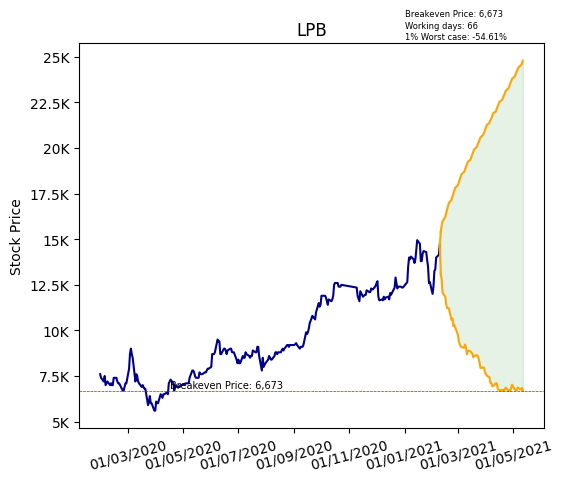 Breakeven Price: 6,673
Working days: 66
1% Worst case: -54.61%
LPB
Stock Price
25K
22.5K
20K
17.5K
15K
12.5K
10K
7.5K
5K
Breakeven Price: 6,673
01/03/2020
01/05/2020
01/07/2020
01/09/2020
01/11/2020
01/01/2021
01/03/2021
01/05/2021